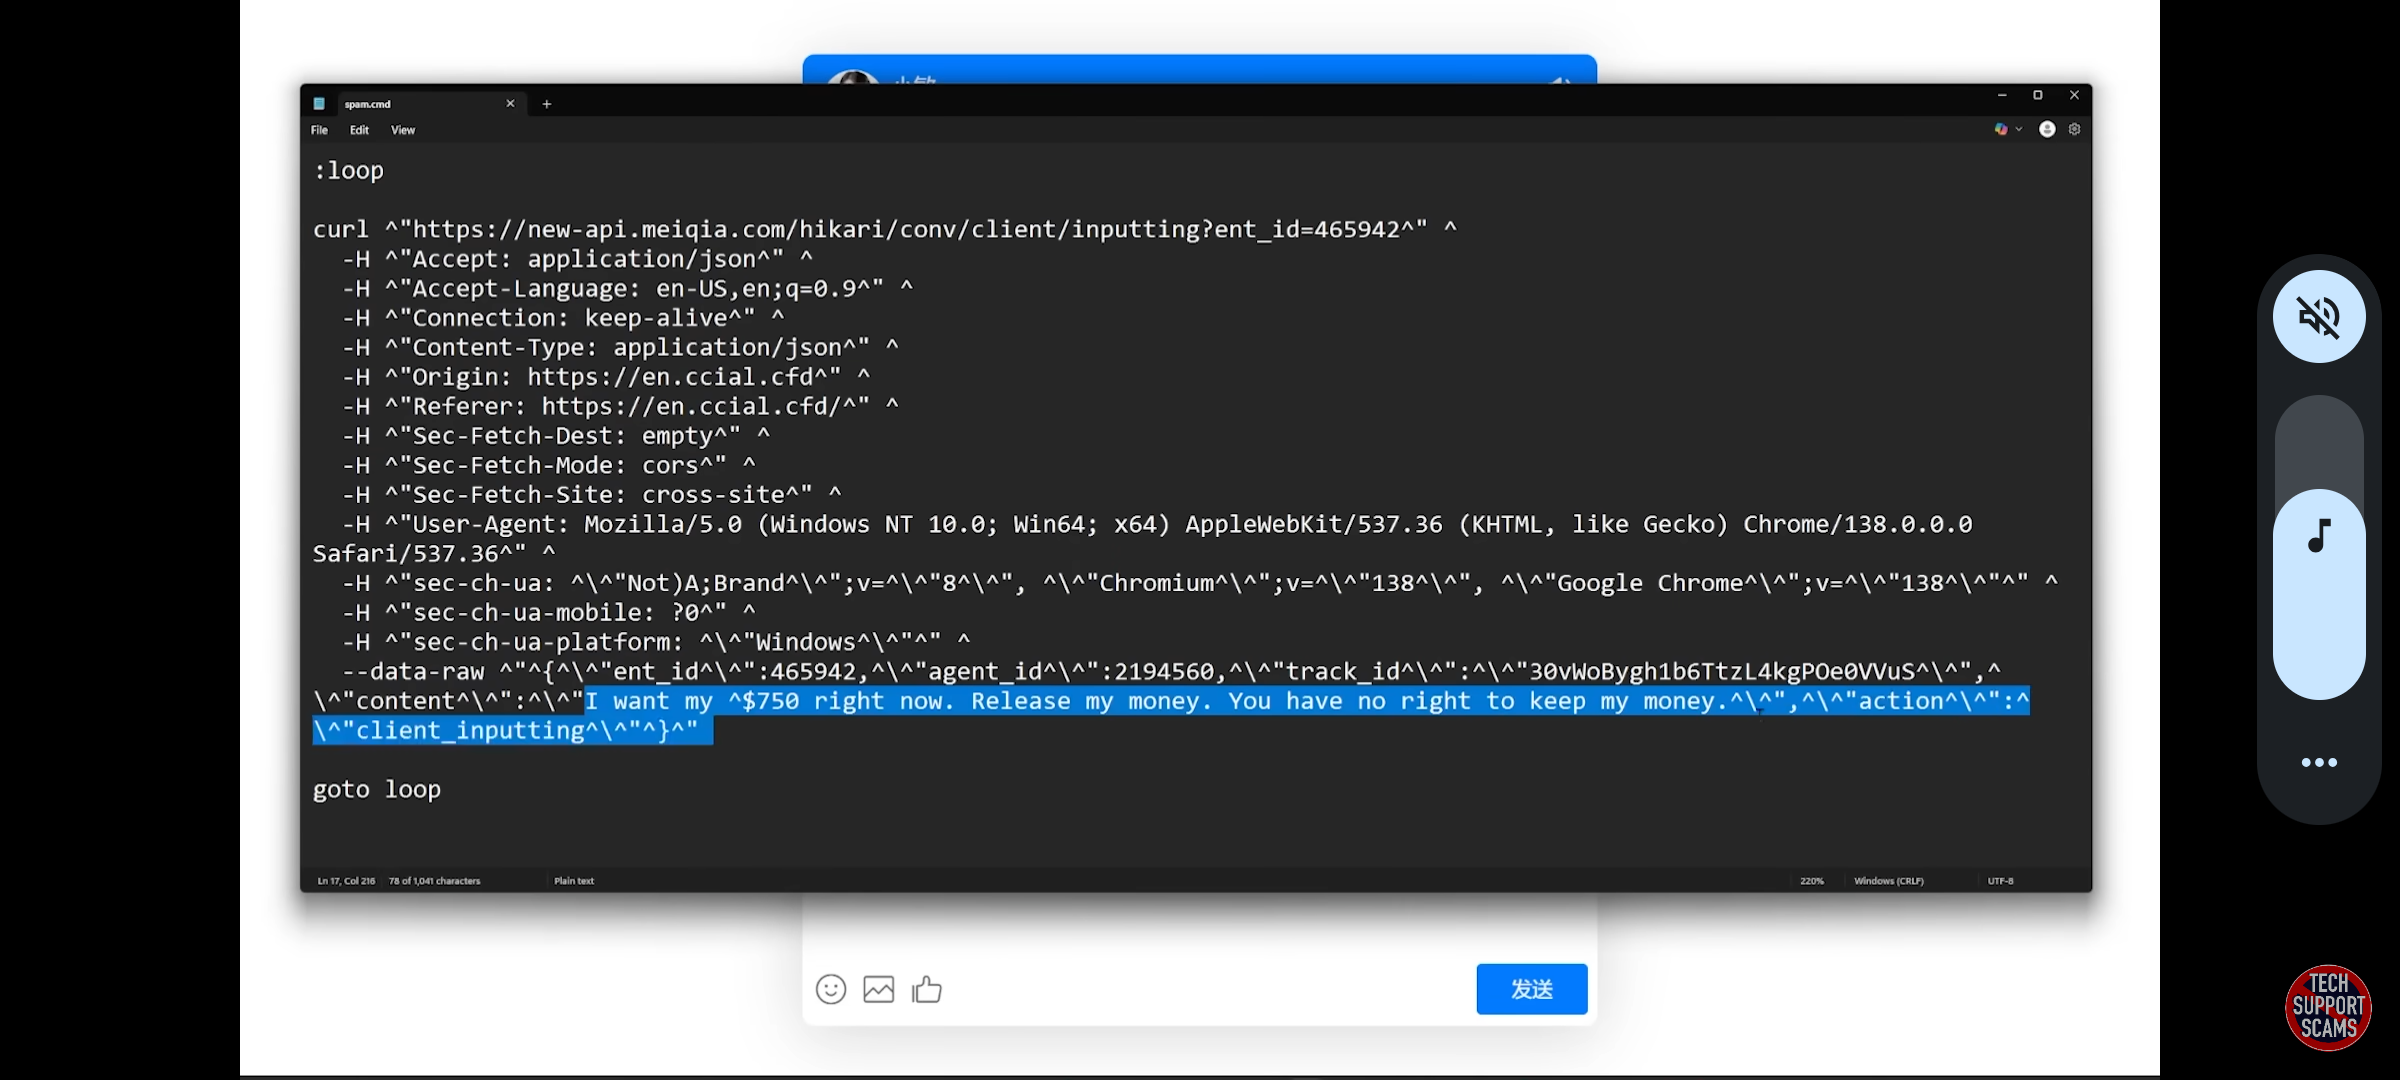 小敏
spam.cmd
File Edit View
:loop
curl ^"https://new-api.meiqia.com/hikari/conv/client/inputting?ent_id=465942^" ^
-H ^"Accept: application/json^" ^
-H ^"Accept-Language: en-US,en;q=0.9^" ^
-H ^"Connection: keep-alive^" ^
-H ^"Content-Type: application/json^" ^
-H ^"Origin: https://en.ccial.cfd^" ^
-H ^"Referer: https://en.ccial.cfd/^" ^
-H ^"Sec-Fetch-Dest: empty^" ^
-H ^"Sec-Fetch-Mode: cors^" ^
-H ^"Sec-Fetch-Site: cross-site^" ^
-H ^"User-Agent: Mozilla/5.0 (Windows NT 10.0; Win64; x64) AppleWebKit/537.36 (KHTML, like Gecko) Chrome/138.0.0.0
Safari/537.36^" ^
-H ^"sec-ch-ua: ^\^"Not)A;Brand^\^";v=^\^"8^\^", ^\^"Chromium^\^";v=^\^"138^\^", ^\^"Google Chrome^\^";v=^\^"138^\^"^" ^
-H ^"sec-ch-ua-mobile: ?0^" ^
-H ^"sec-ch-ua-platform: ^\^"Windows^\^"^" ^
--data-raw ^"^{^\^"ent_id^\^":465942,^\^"agent_id^\^":2194560,^\^"track_id^\^":^\^"30vWoBygh1b6TtzL4kgPOe0VVuS^\^",^
\^"content^\^":^\^"I want my ^$750 right now. Release my money. You have no right to keep my money.^\^",^\^"action^\^":^
\^"client_inputting^\^"^}^"
goto loop
Ln 17, Col 216 78 of 1,041 characters Plain text 220% Windows (CRLF) UTF-8
发送
TECH
SUPPORT
SCAMS